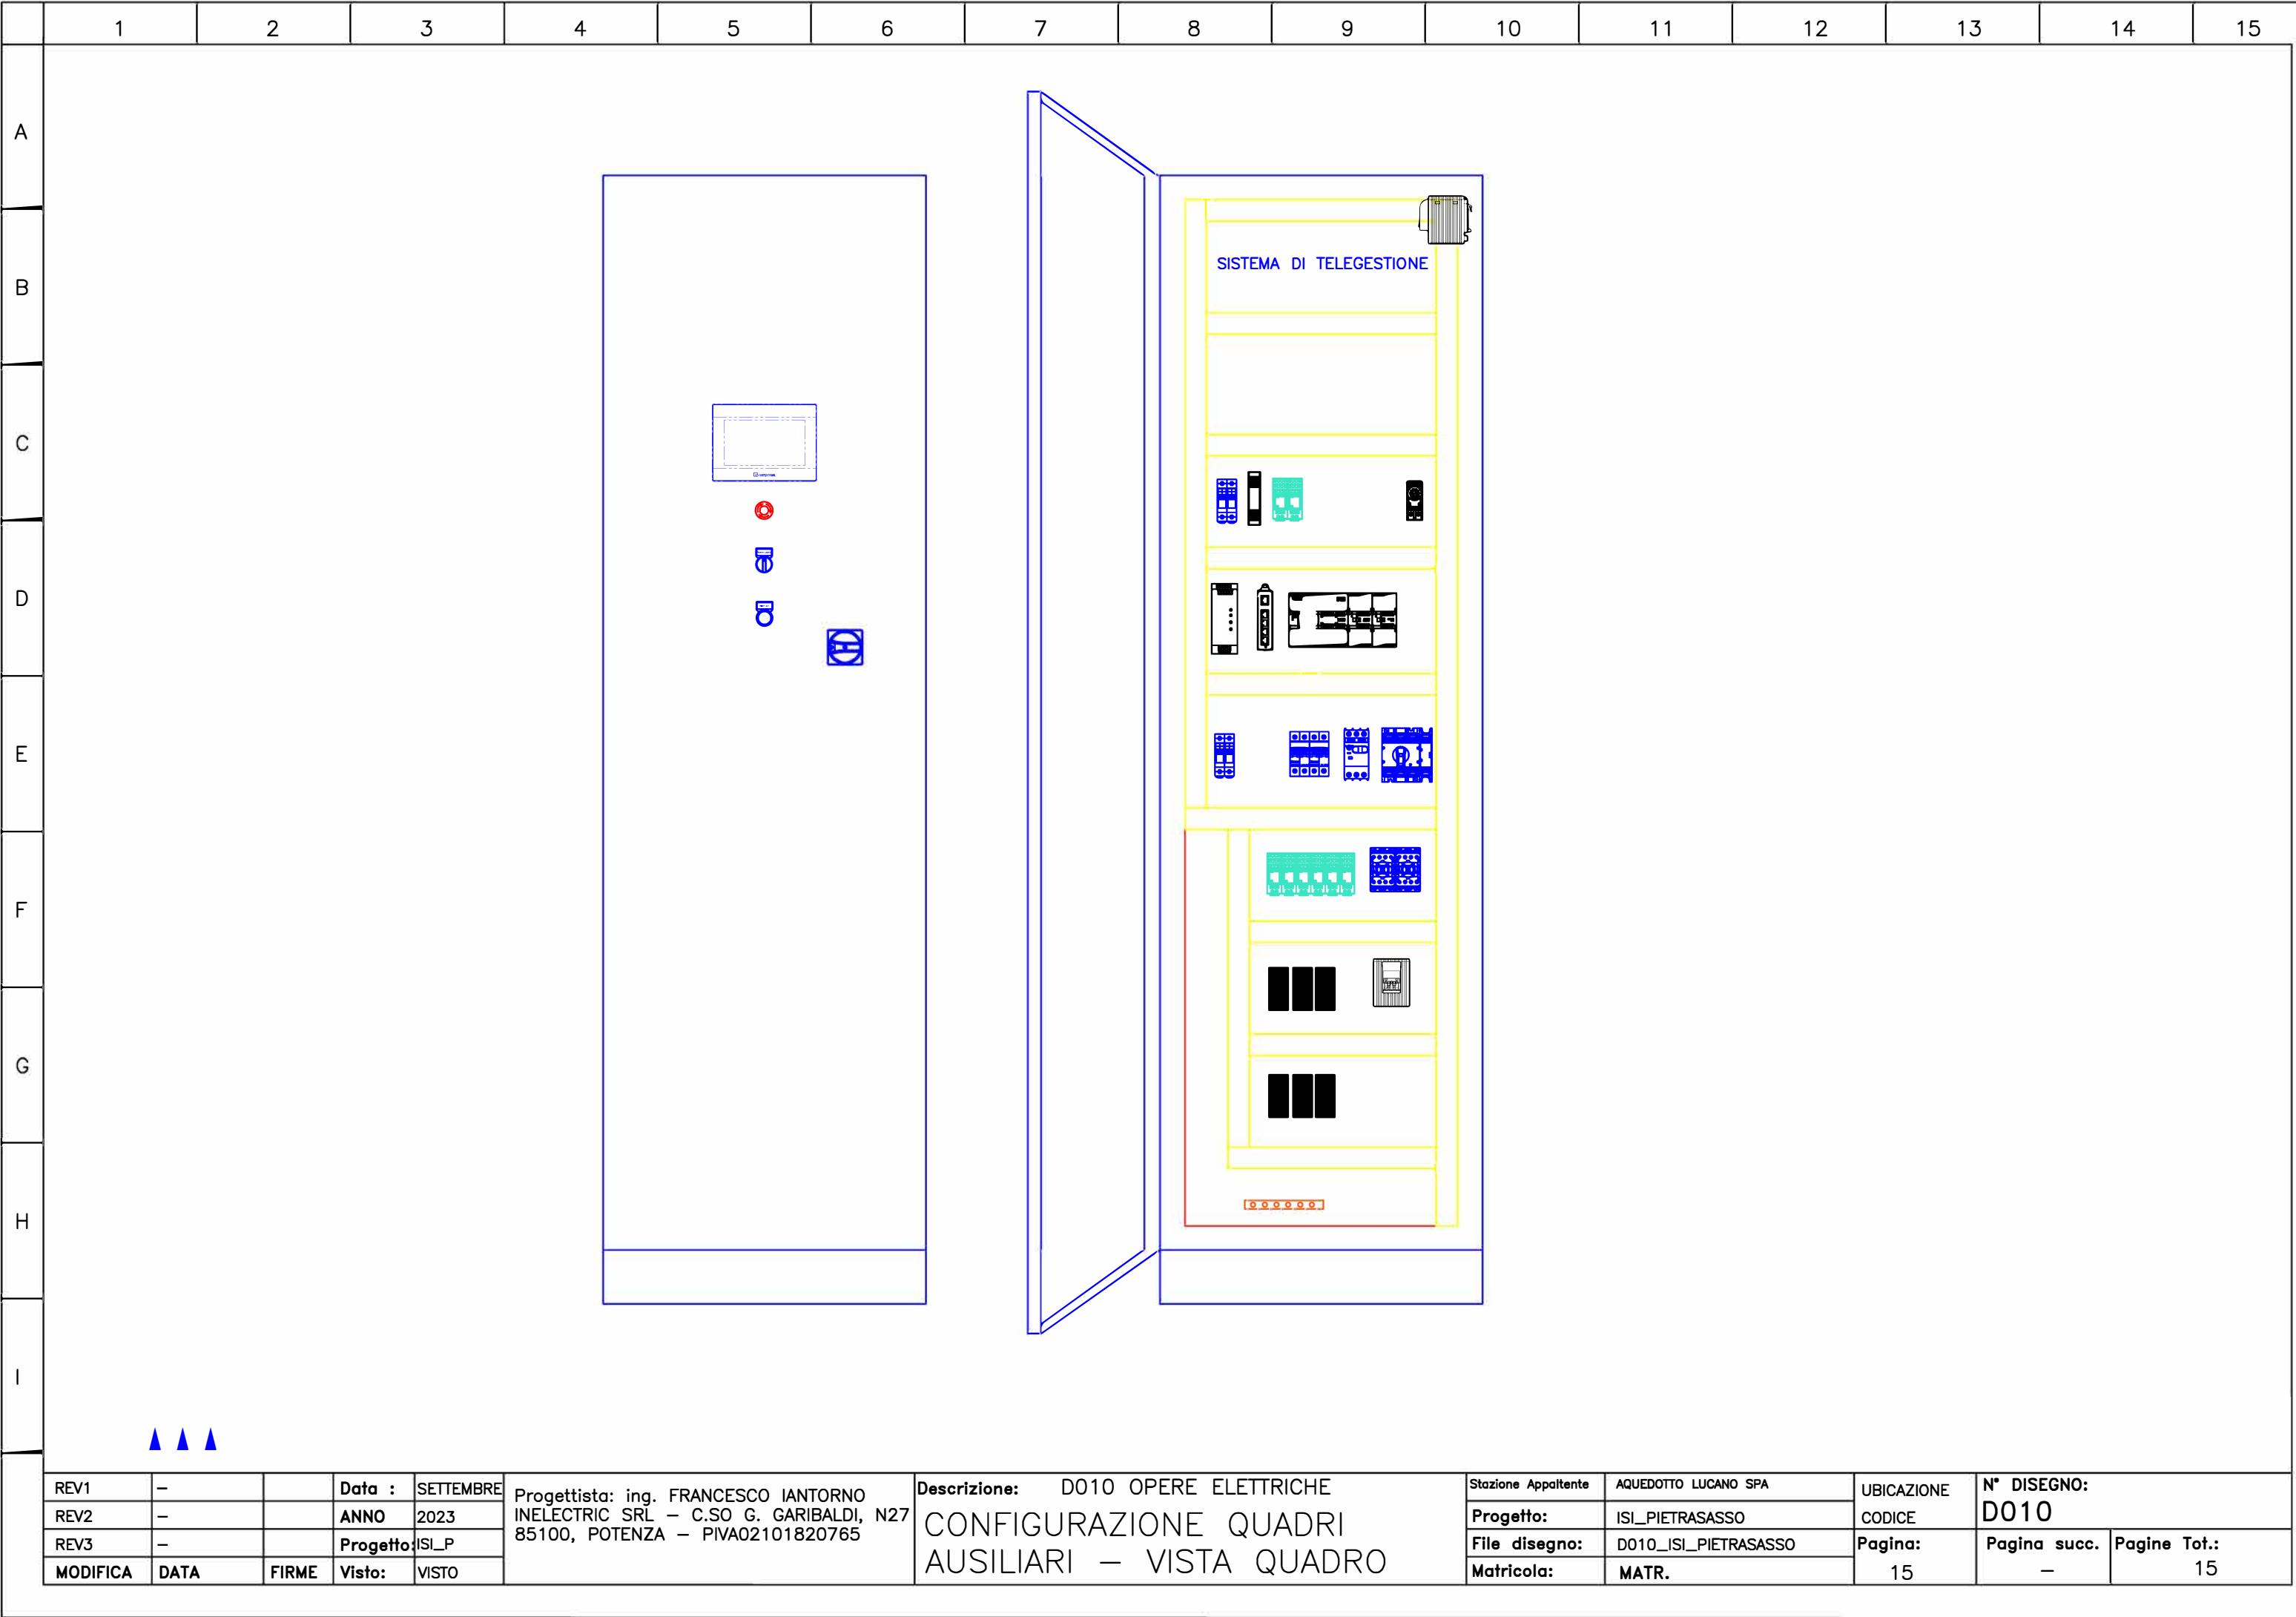 1 2 3 4 5 6 7 8 9 10 11 12 13 14 15
A
B
C
D
E
F
G
H
I
SISTEMA DI TELEGESTIONE
REV1 –
REV2 –
REV3 –
MODIFICA DATA FIRME
Data : SETTEMBRE
ANNO 2023
Progetto: ISI_P
Visto: VISTO
Progettista: ing. FRANCESCO IANTORNO
INELECTRIC SRL – C.SO G. GARIBALDI, N27
85100, POTENZA – PIVA02101820765
Descrizione: D010 OPERE ELETTRICHE
CONFIGURAZIONE QUADRI
AUSILIARI – VISTA QUADRO
Stazione Appaltente AQUEDOTTO LUCANO SPA
Progetto: ISI_PIETRASASSO
File disegno: D010_ISI_PIETRASASSO
Matricola: MATR.
UBICAZIONE
CODICE
N° DISEGNO:
D010
Pagina: Pagina succ. Pagine Tot.:
15 – 15